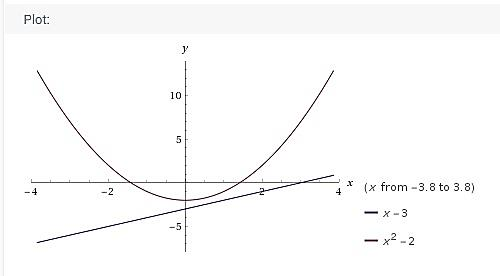 Plot:
y
10
5
-4
-2
2
4
x
-5
(x from -3.8 to 3.8)
x - 3
x² - 2